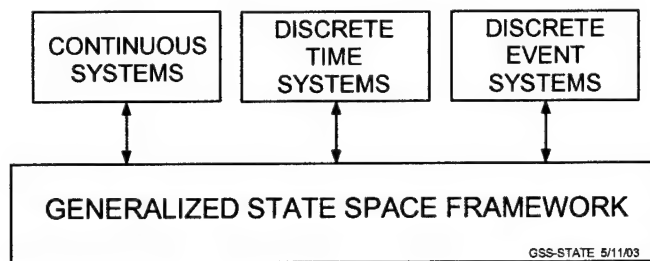 CONTINUOUS
SYSTEMS
DISCRETE
TIME
SYSTEMS
DISCRETE
EVENT
SYSTEMS
GENERALIZED STATE SPACE FRAMEWORK
GSS-STATE 5/11/03